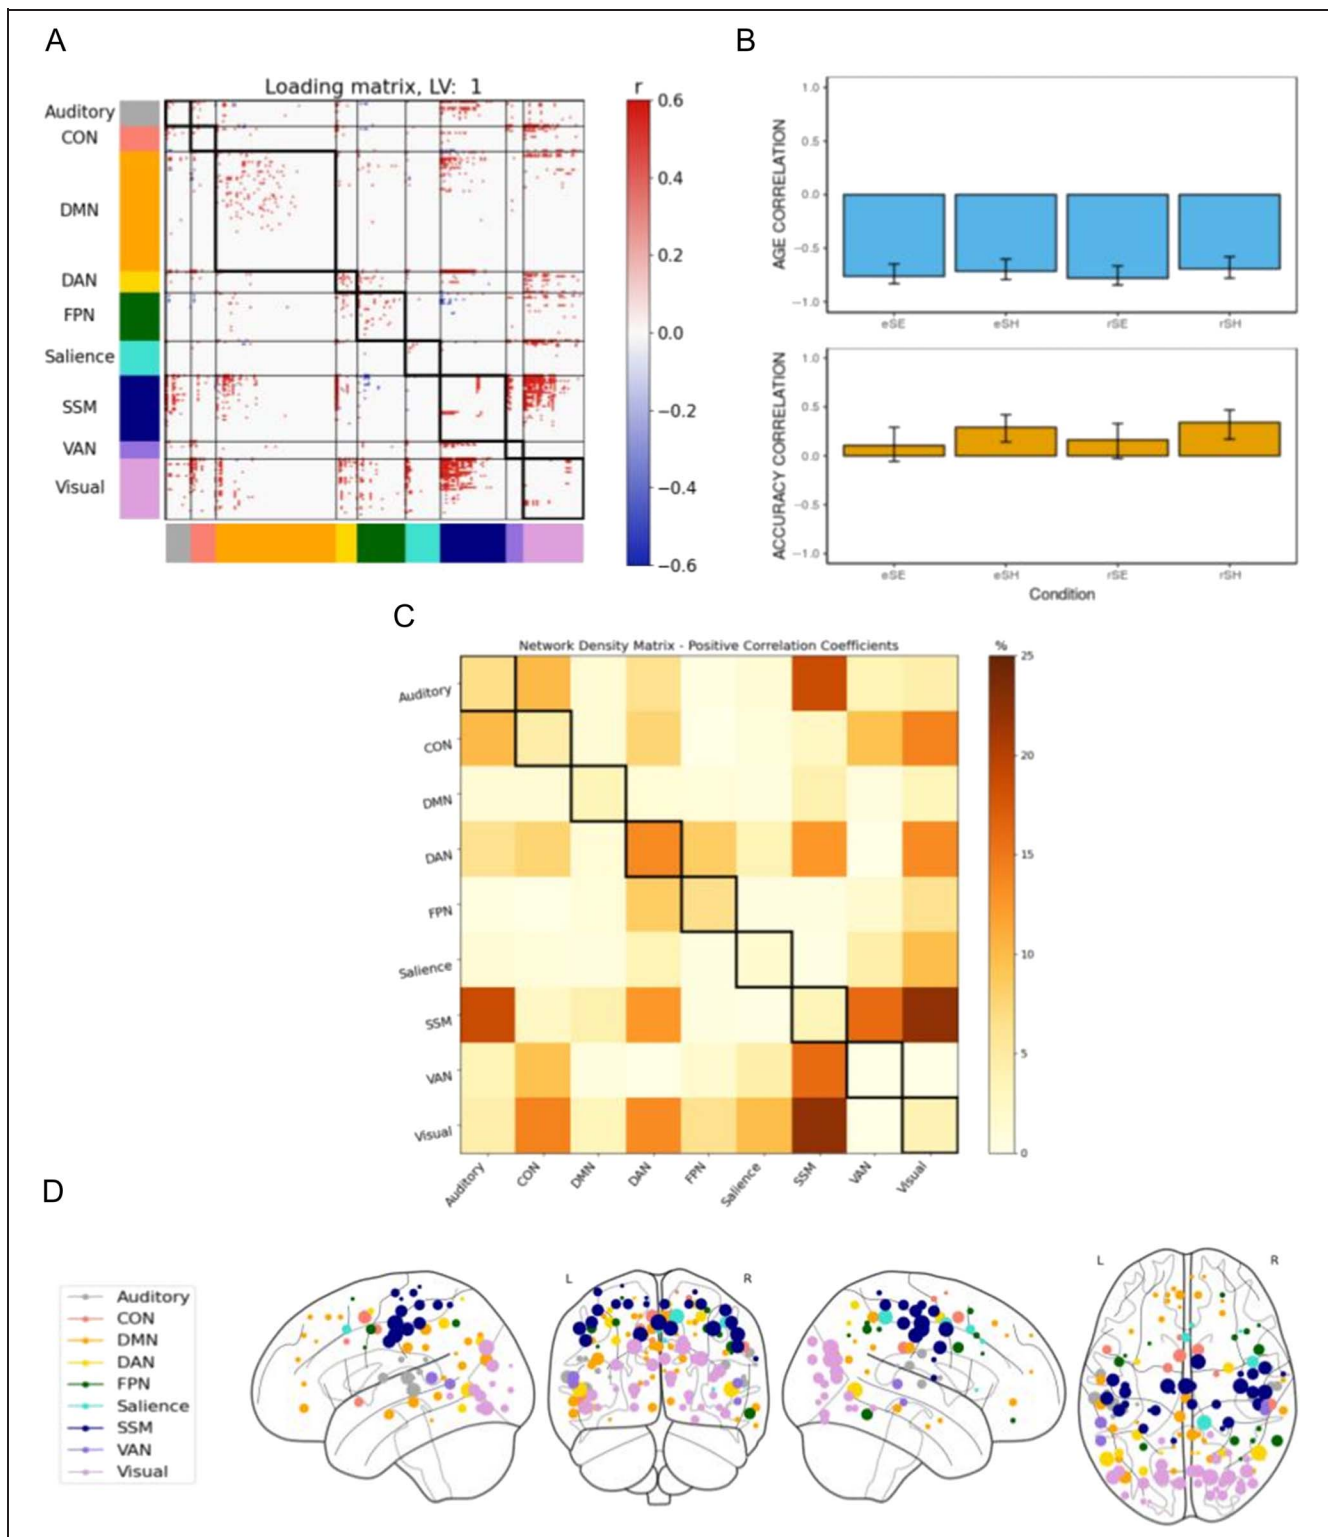 A
Loading matrix, LV: 1
r
Auditory
CON
DMN
DAN
FPN
Salience
SSM
VAN
Visual
0.6
0.4
0.2
0.0
−0.2
−0.4
−0.6
B
AGE CORRELATION
1.0
0.5
0.0
−0.5
−1.0
eSE eSH rSE rSH
ACCURACY CORRELATION
1.0
0.5
0.0
−0.5
−1.0
eSE eSH rSE rSH
Condition
C
Network Density Matrix - Positive Correlation Coefficients
%
Auditory
CON
DMN
DAN
FPN
Salience
SSM
VAN
Visual
Auditory CON DMN DAN FPN Salience SSM VAN Visual
25
20
15
10
5
0
D
Auditory
CON
DMN
DAN
FPN
Salience
SSM
VAN
Visual
L R
L R